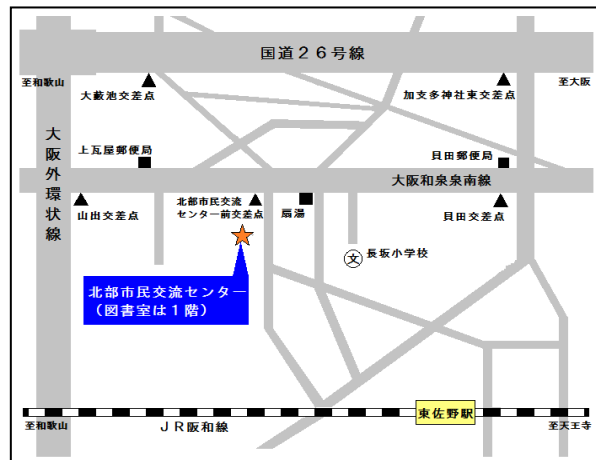 国道２６号線
至和歌山
至大阪
大蔽池交差点
加支多神社東交差点
大阪外環状線
上瓦屋郵便局
貝田郵便局
大阪和泉泉南線
山出交差点
北部市民交流
センター前交差点
扇湯
貝田交差点
文
長坂小学校
北部市民交流センター
（図書室は１階）
東佐野駅
至和歌山
ＪＲ阪和線
至天王寺